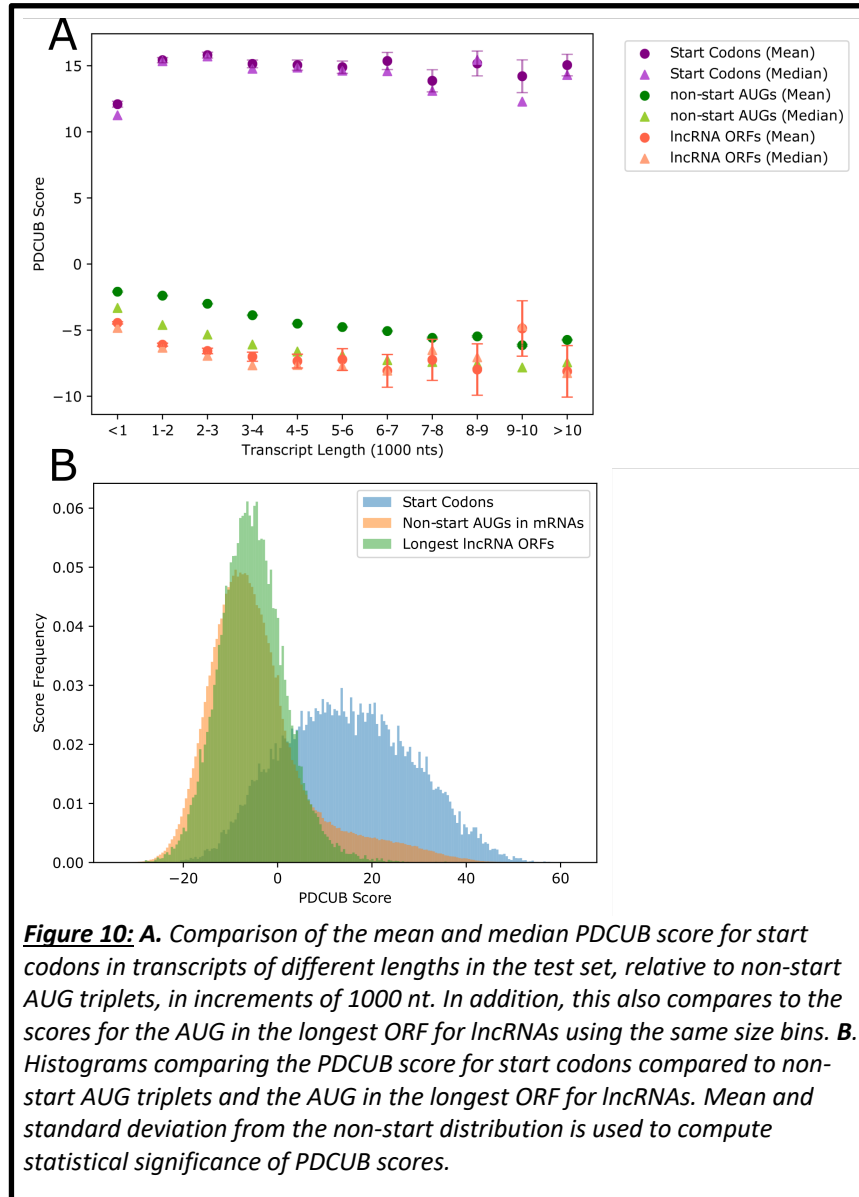 A
15
10
5
0
−5
−10
PDCUB Score
<1 1-2 2-3 3-4 4-5 5-6 6-7 7-8 8-9 9-10 >10
Transcript Length (1000 nts)
Start Codons (Mean)
Start Codons (Median)
non-start AUGs (Mean)
non-start AUGs (Median)
lncRNA ORFs (Mean)
lncRNA ORFs (Median)
B
0.06
0.05
0.04
0.03
0.02
0.01
0.00
Score Frequency
Start Codons
Non-start AUGs in mRNAs
Longest lncRNA ORFs
−20 0 20 40 60
PDCUB Score
Figure 10: A. Comparison of the mean and median PDCUB score for start
codons in transcripts of different lengths in the test set, relative to non-start
AUG triplets, in increments of 1000 nt. In addition, this also compares to the
scores for the AUG in the longest ORF for lncRNAs using the same size bins. B.
Histograms comparing the PDCUB score for start codons compared to non-
start AUG triplets and the AUG in the longest ORF for lncRNAs. Mean and
standard deviation from the non-start distribution is used to compute
statistical significance of PDCUB scores.